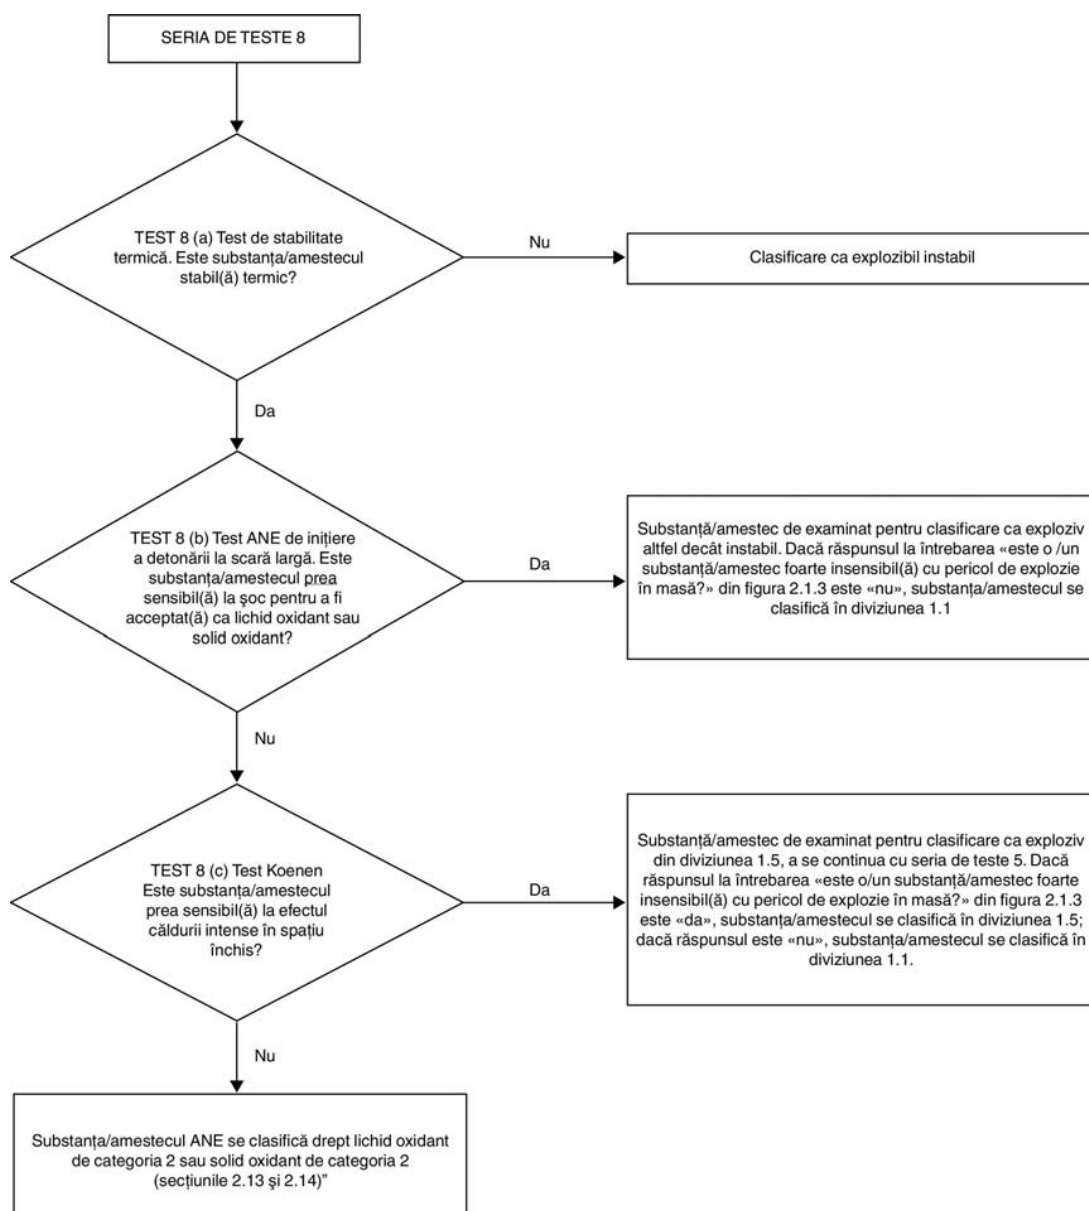 SERIA DE TESTE 8
TEST 8 (a) Test de stabilitate
termică. Este substanța/amestecul
stabil(ă) termic?
Nu
Clasificare ca explozibil instabil
Da
TEST 8 (b) Test ANE de inițiere
a detonării la scară largă. Este
substanța/amestecul prea
sensibil(ă) la șoc pentru a fi
acceptat(ă) ca lichid oxidant sau
solid oxidant?
Da
Substanță/amestec de examinat pentru clasificare ca exploziv
altfel decât instabil. Dacă răspunsul la întrebarea «este o /un
substanță/amestec foarte insensibil(ă) cu pericol de explozie
în masă?» din figura 2.1.3 este «nu», substanța/amestecul se
clasifică în diviziunea 1.1
Nu
TEST 8 (c) Test Koenen
Este substanța/amestecul
prea sensibil(ă) la efectul
căldurii intense în spațiu
închis?
Da
Substanță/amestec de examinat pentru clasificare ca exploziv
din diviziunea 1.5, a se continua cu seria de teste 5. Dacă
răspunsul la întrebarea «este o/un substanță/amestec foarte
insensibil(ă) cu pericol de explozie în masă?» din figura 2.1.3
este «da», substanța/amestecul se clasifică în diviziunea 1.5;
dacă răspunsul este «nu», substanța/amestecul se clasifică în
diviziunea 1.1.
Nu
Substanța/amestecul ANE se clasifică drept lichid oxidant
de categoria 2 sau solid oxidant de categoria 2
(secțiunile 2.13 și 2.14)”